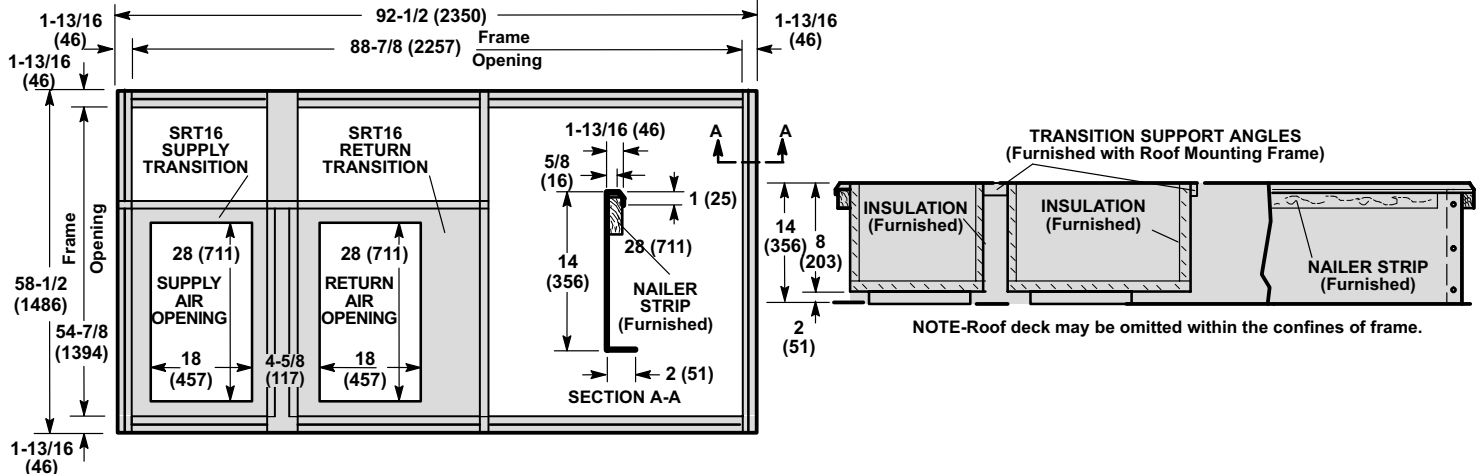 92-1/2 (2350)
1-13/16
(46)
1-13/16
(46)
88-7/8 (2257)
Frame
Opening
1-13/16
(46)
SRT16
SUPPLY
TRANSITION
SRT16
RETURN
TRANSITION
1-13/16 (46)
5/8
(16)
1 (25)
A
A
28 (711)
14
(356)
NAILER
STRIP
(Furnished)
2 (51)
SECTION A-A
Frame
Opening
58-1/2
(1486)
54-7/8
(1394)
28 (711)
SUPPLY
AIR
OPENING
18
(457)
4-5/8
(117)
28 (711)
RETURN
AIR
OPENING
18
(457)
1-13/16
(46)
TRANSITION SUPPORT ANGLES
(Furnished with Roof Mounting Frame)
14
(356)
8
(203)
INSULATION
(Furnished)
INSULATION
(Furnished)
NAILER STRIP
(Furnished)
2
(51)
NOTE-Roof deck may be omitted within the confines of frame.